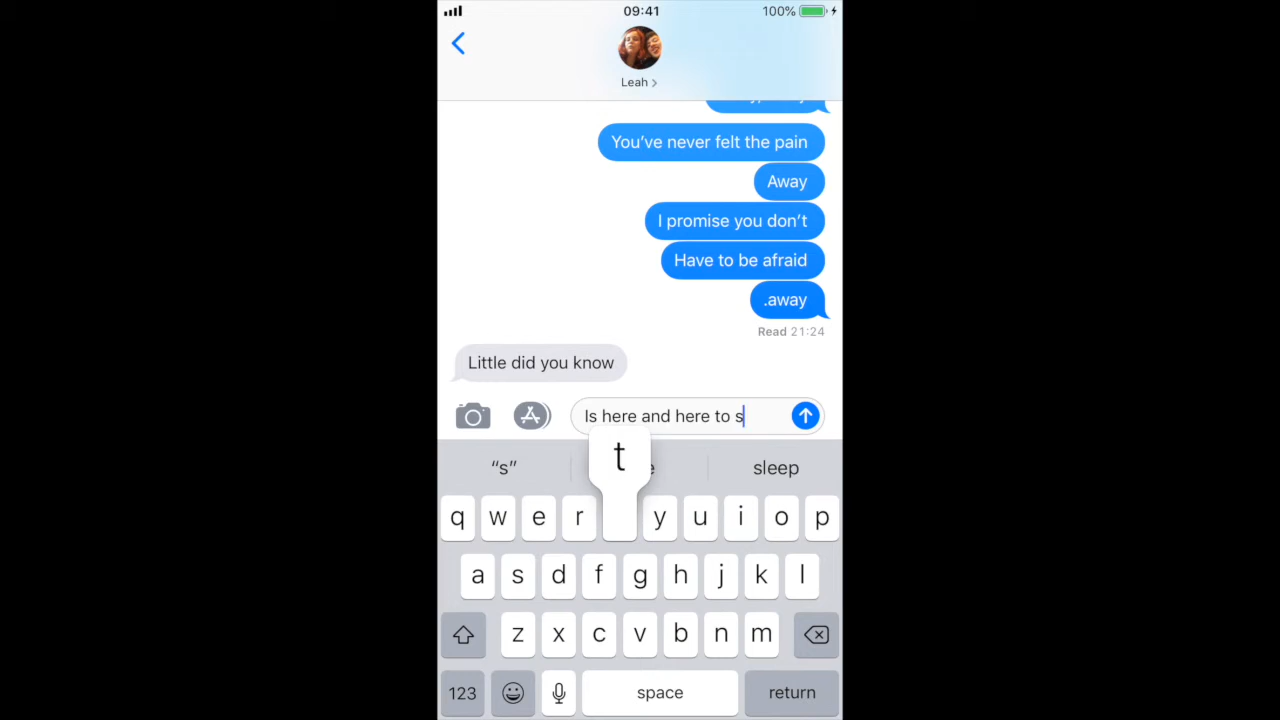 09:41
100%
Leah >
You've never felt the pain
Away
I promise you don't
Have to be afraid
.away
Read 21:24
Little did you know
Is here and here to s
t
"s" sleep
q w e r y u i o p
a s d f g h j k l
z x c v b n m
123 space return